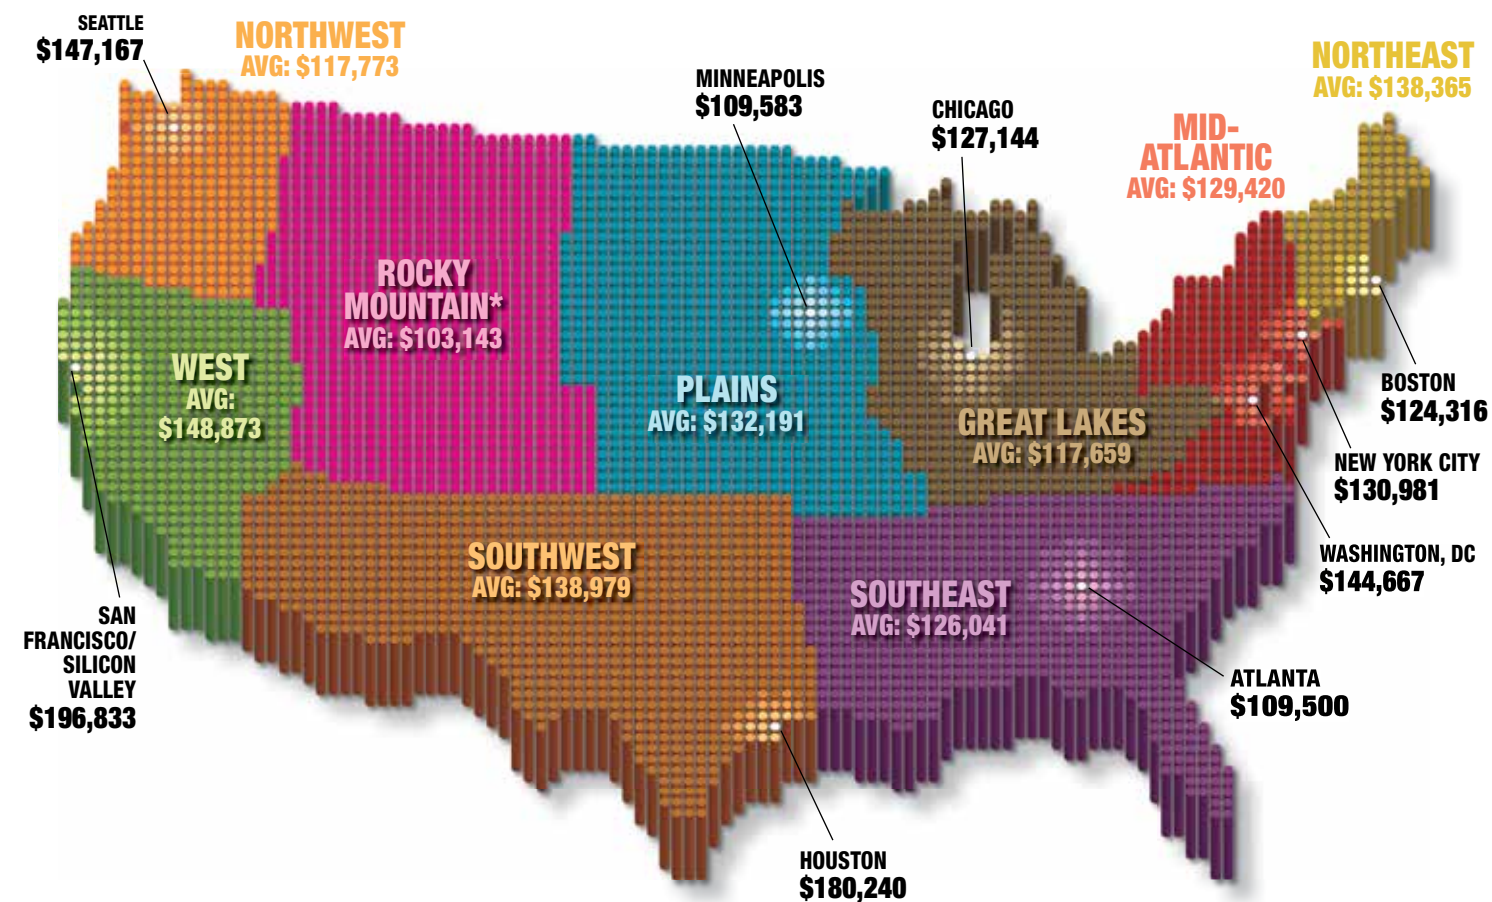 SEATTLE
$147,167
NORTHWEST
AVG: $117,773
MINNEAPOLIS
$109,583
CHICAGO
$127,144
MID-
ATLANTIC
AVG: $129,420
NORTHEAST
AVG: $138,365
ROCKY
MOUNTAIN*
AVG: $103,143
WEST
AVG:
$148,873
PLAINS
AVG: $132,191
GREAT LAKES
AVG: $117,659
BOSTON
$124,316
NEW YORK CITY
$130,981
WASHINGTON, DC
$144,667
SOUTHWEST
AVG: $138,979
SOUTHEAST
AVG: $126,041
SAN
FRANCISCO/
SILICON
VALLEY
$196,833
ATLANTA
$109,500
HOUSTON
$180,240